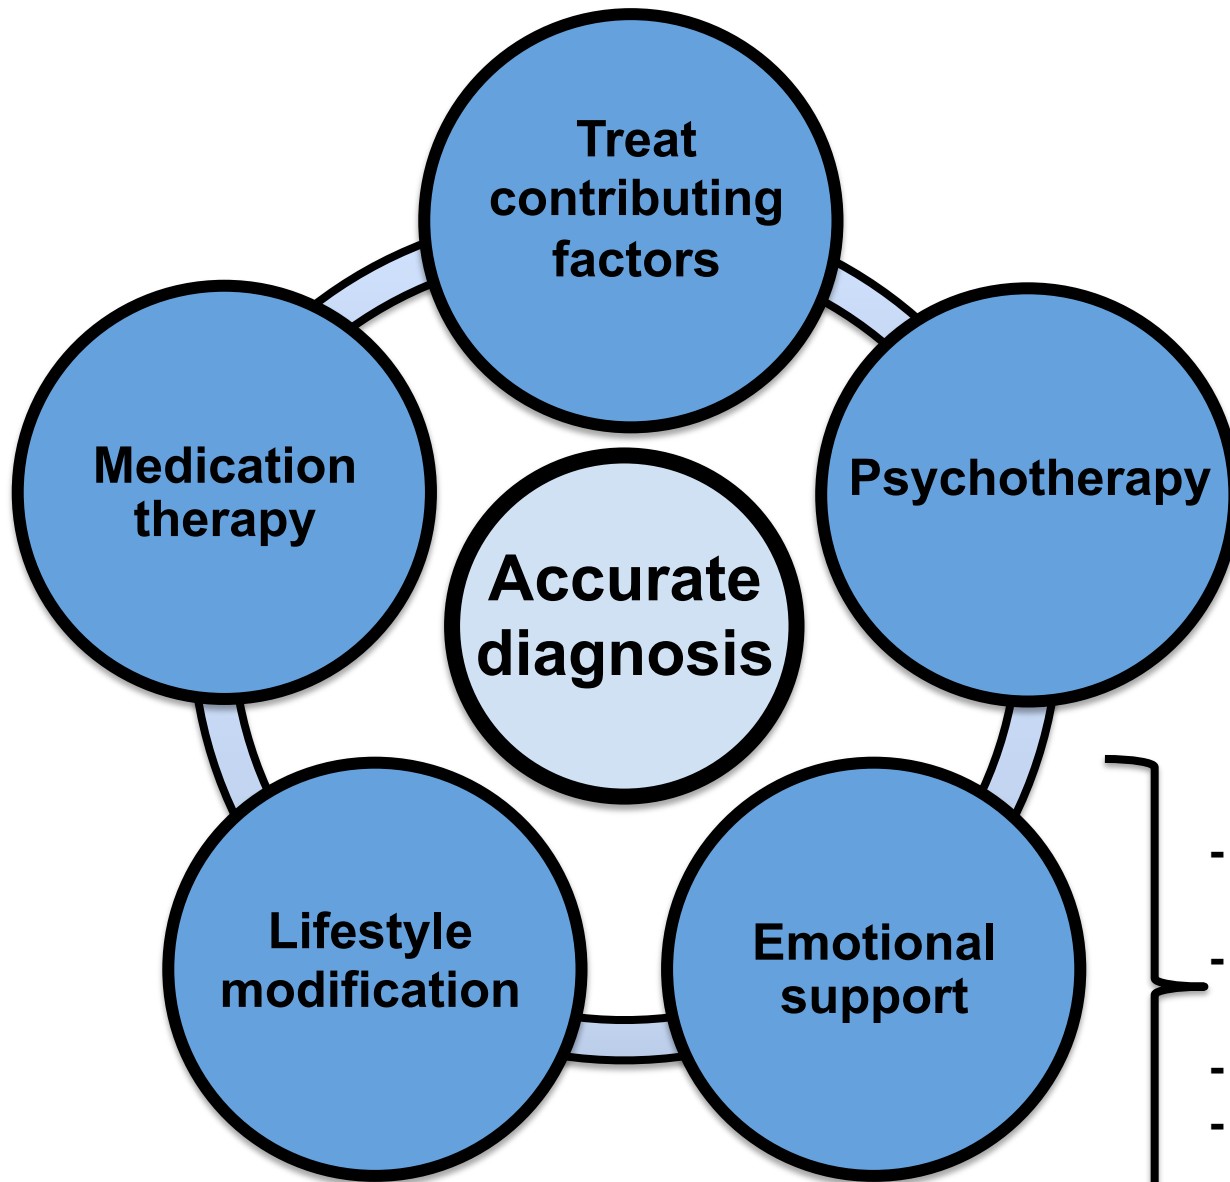 Treat
contributing
factors
Medication
therapy
Psychotherapy
Accurate
diagnosis
Lifestyle
modification
Emotional
support
-
-
-
-